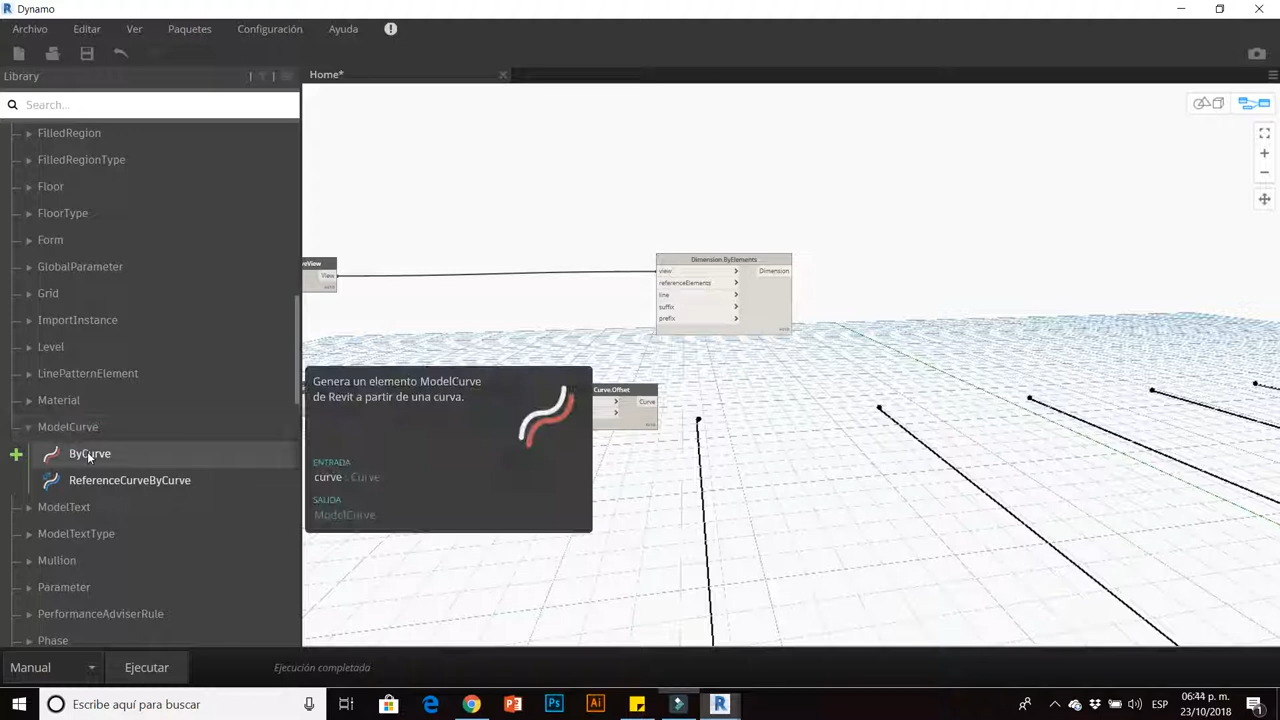 Dynamo
Archivo Editar Ver Paquetes Configuración Ayuda
Library
Home*
Search...
FilledRegion
FilledRegionType
Floor
FloorType
Form
GlobalParameter
Grid
ImportInstance
Level
LinePatternElement
Material
ModelCurve
ByCurve
ReferenceCurveByCurve
ModelText
ModelTextType
Mullion
Parameter
PerformanceAdviserRule
Phase
View
Dimension.ByElements
view Dimension
referenceElements
line
suffix
prefix
Genera un elemento ModelCurve
de Revit a partir de una curva.
ENTRADA
curve : Curve
SALIDA
ModelCurve
Curve.Offset
Curve
Manual Ejecutar Ejecución completada
Escribe aquí para buscar
ESP
06:44 p. m.
23/10/2018